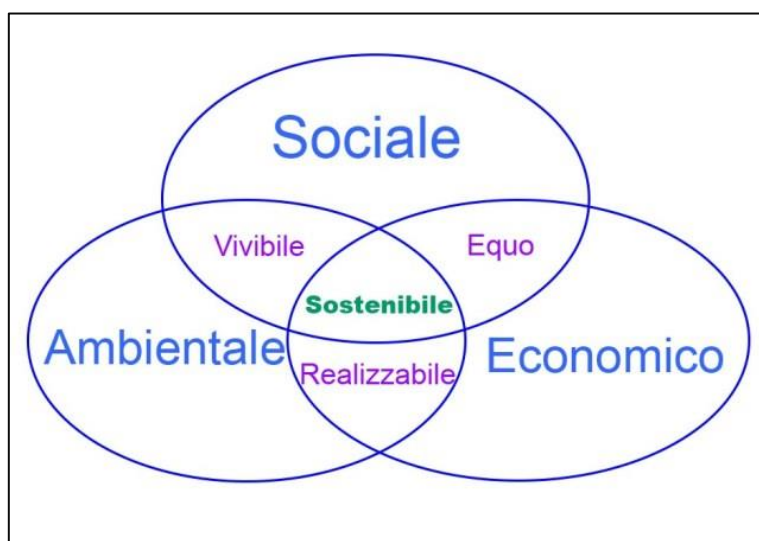 Sociale
Vivibile
Equo
Sostenibile
Ambientale
Economico
Realizzabile